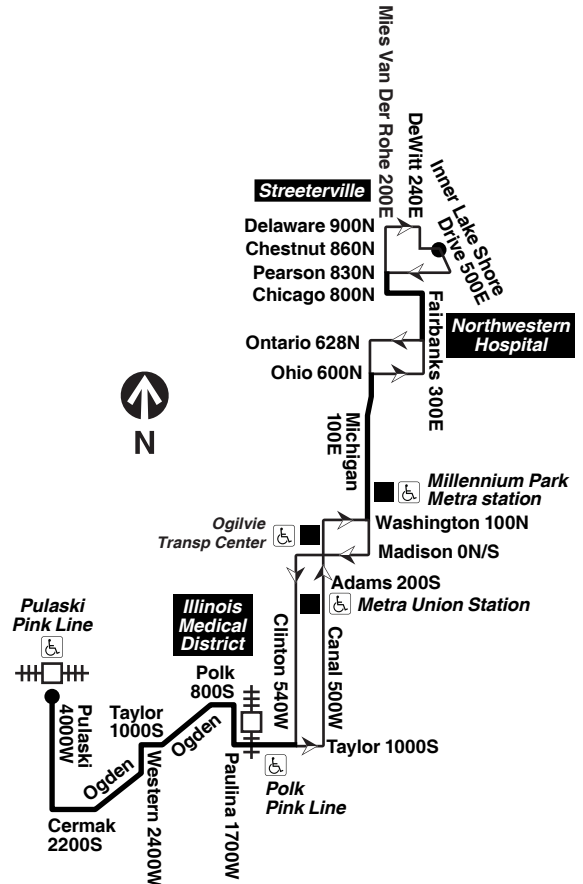 Mies Van Der Rohe 200E
DeWitt 240E
Inner Lake Shore
Drive 500E
Streeterville
Delaware 900N
Chestnut 860N
Pearson 830N
Chicago 800N
Fairbanks 300E
Northwestern
Hospital
Ontario 628N
Ohio 600N
N
Michigan
100E
Millennium Park
Metra station
Ogilvie
Transp Center
Washington 100N
Madison 0N/S
Adams 200S
Metra Union Station
Pulaski
Pink Line
Illinois
Medical
District
Clinton 540W
Canal 500W
Polk
800S
Pulaski
4000W
Taylor
1000S
Ogden
Ogden
Western 2400W
Paulina 1700W
Taylor 1000S
Polk
Pink Line
Cermak
2200S